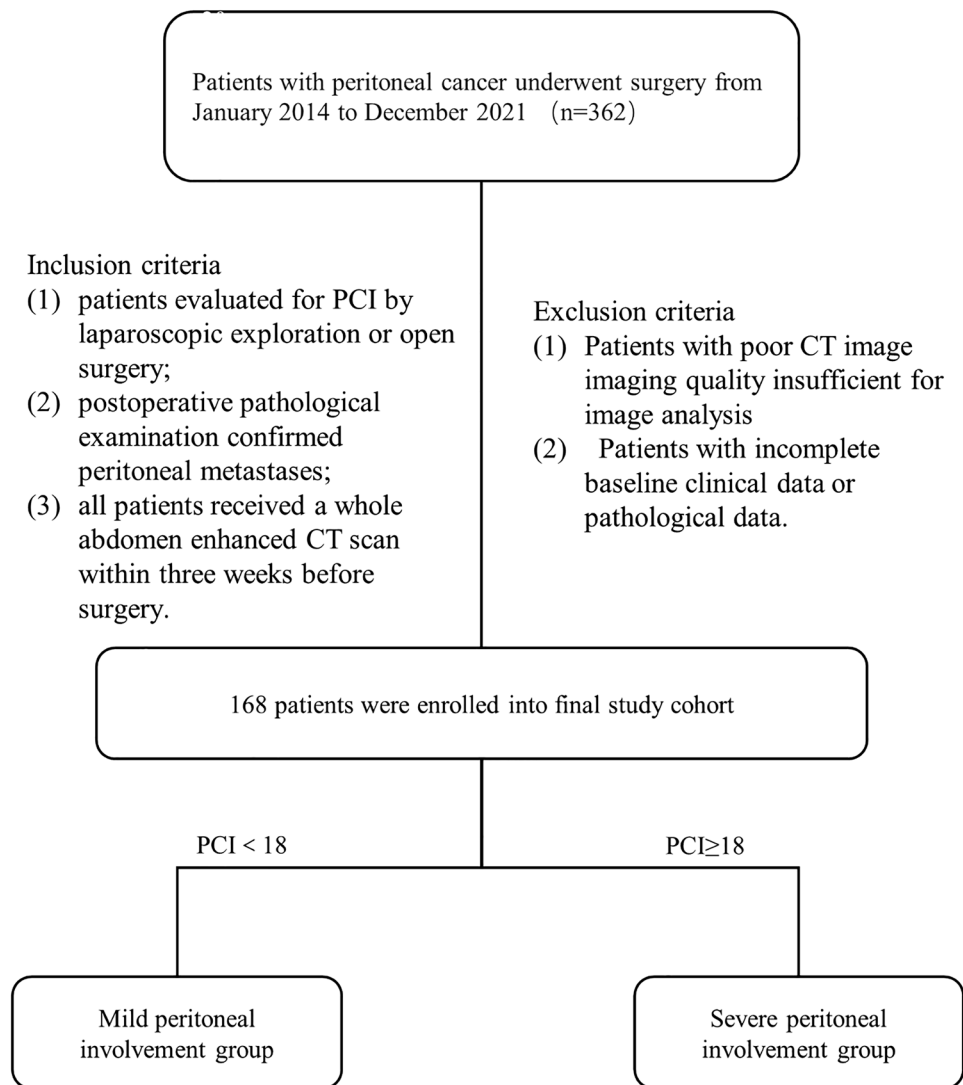 Patients with peritoneal cancer underwent surgery from
January 2014 to December 2021 （n=362）
Inclusion criteria
(1) patients evaluated for PCI by
laparoscopic exploration or open
surgery;
(2) postoperative pathological
examination confirmed
peritoneal metastases;
(3) all patients received a whole
abdomen enhanced CT scan
within three weeks before
surgery.
Exclusion criteria
(1) Patients with poor CT image
imaging quality insufficient for
image analysis
(2) Patients with incomplete
baseline clinical data or
pathological data.
168 patients were enrolled into final study cohort
PCI < 18
PCI≥18
Mild peritoneal
involvement group
Severe peritoneal
involvement group